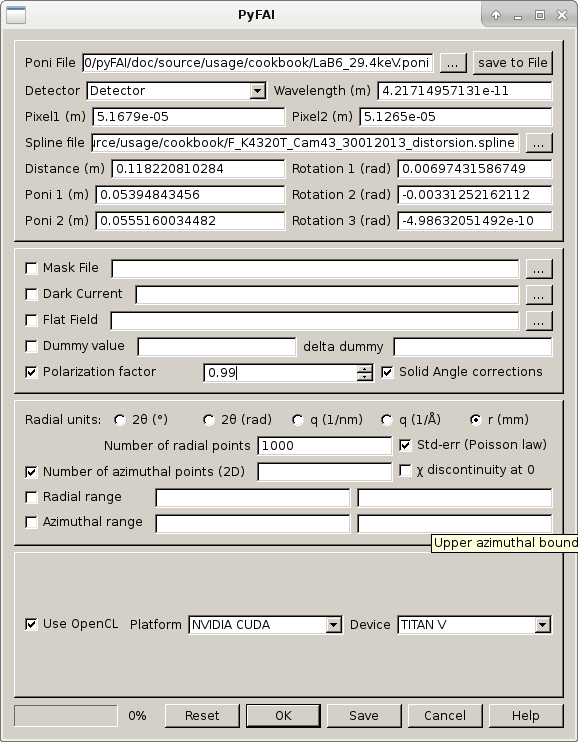 PyFAI
Poni File 0/pyFAI/doc/source/usage/cookbook/LaB6_29.4keV.poni ... save to File
Detector Detector Wavelength (m) 4.21714957131e-11
Pixel1 (m) 5.1679e-05 Pixel2 (m) 5.1265e-05
Spline file urce/usage/cookbook/F_K4320T_Cam43_30012013_distorsion.spline ...
Distance (m) 0.118220810284 Rotation 1 (rad) 0.00697431586749
Poni 1 (m) 0.05394843456 Rotation 2 (rad) -0.00331252162112
Poni 2 (m) 0.0555160034482 Rotation 3 (rad) -4.98632051492e-10
Mask File ...
Dark Current ...
Flat Field ...
Dummy value delta dummy
Polarization factor 0.99 Solid Angle corrections
Radial units: 2θ (°) 2θ (rad) q (1/nm) q (1/Å) r (mm)
Number of radial points 1000 Std-err (Poisson law)
Number of azimuthal points (2D) χ discontinuity at 0
Radial range
Azimuthal range
Upper azimuthal bound
Use OpenCL Platform NVIDIA CUDA Device TITAN V
0% Reset OK Save Cancel Help